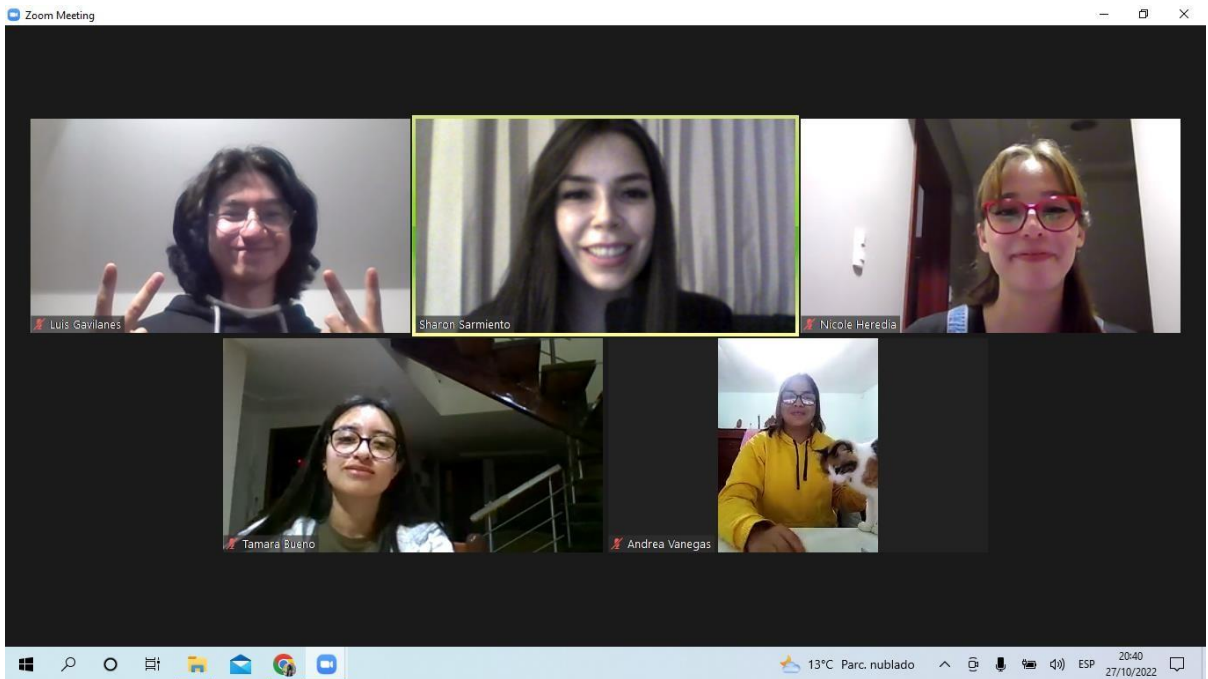 Zoom Meeting
Luis Gavilanes
Sharon Sarmiento
Nicole Heredia
Tamara Bueno
Andrea Vanegas
13°C Parc. nublado
ESP
20:40
27/10/2022